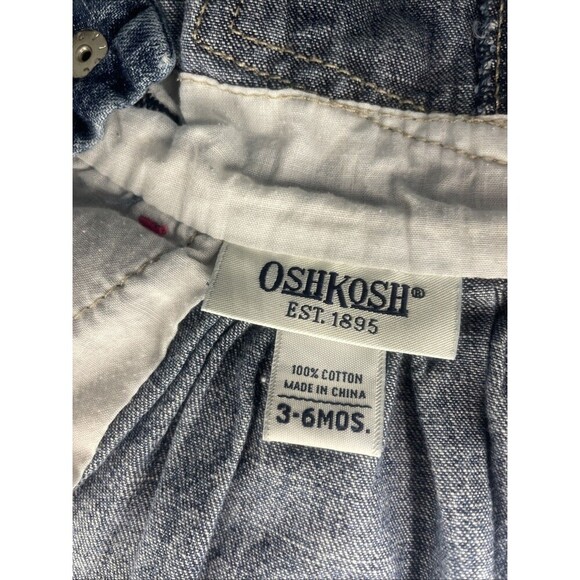 OSHKOSH®
EST. 1895
100% COTTON
MADE IN CHINA
3-6MOS.